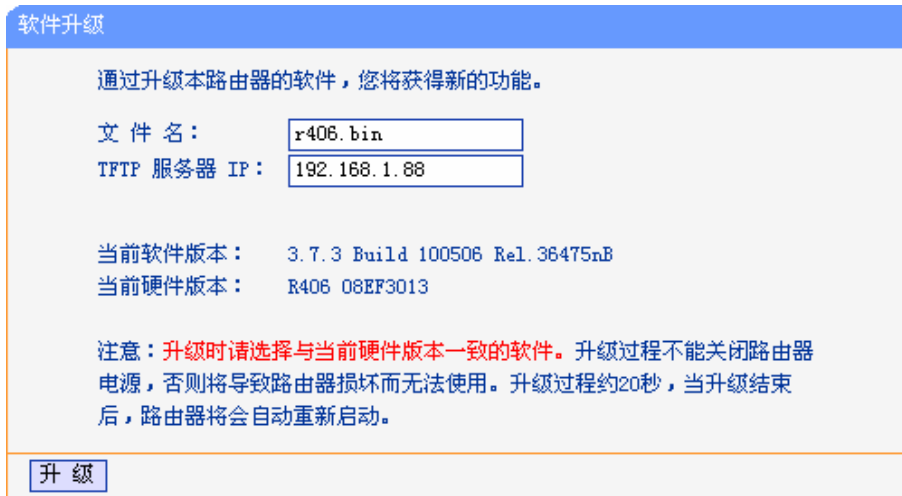 软件升级
通过升级本路由器的软件，您将获得新的功能。
文 件 名： r406.bin
TFTP 服务器 IP： 192.168.1.88
当前软件版本： 3.7.3 Build 100506 Rel.36475nB
当前硬件版本： R406 08EF3013
注意：升级时请选择与当前硬件版本一致的软件。升级过程不能关闭路由器
电源，否则将导致路由器损坏而无法使用。升级过程约20秒，当升级结束
后，路由器将会自动重新启动。
升 级